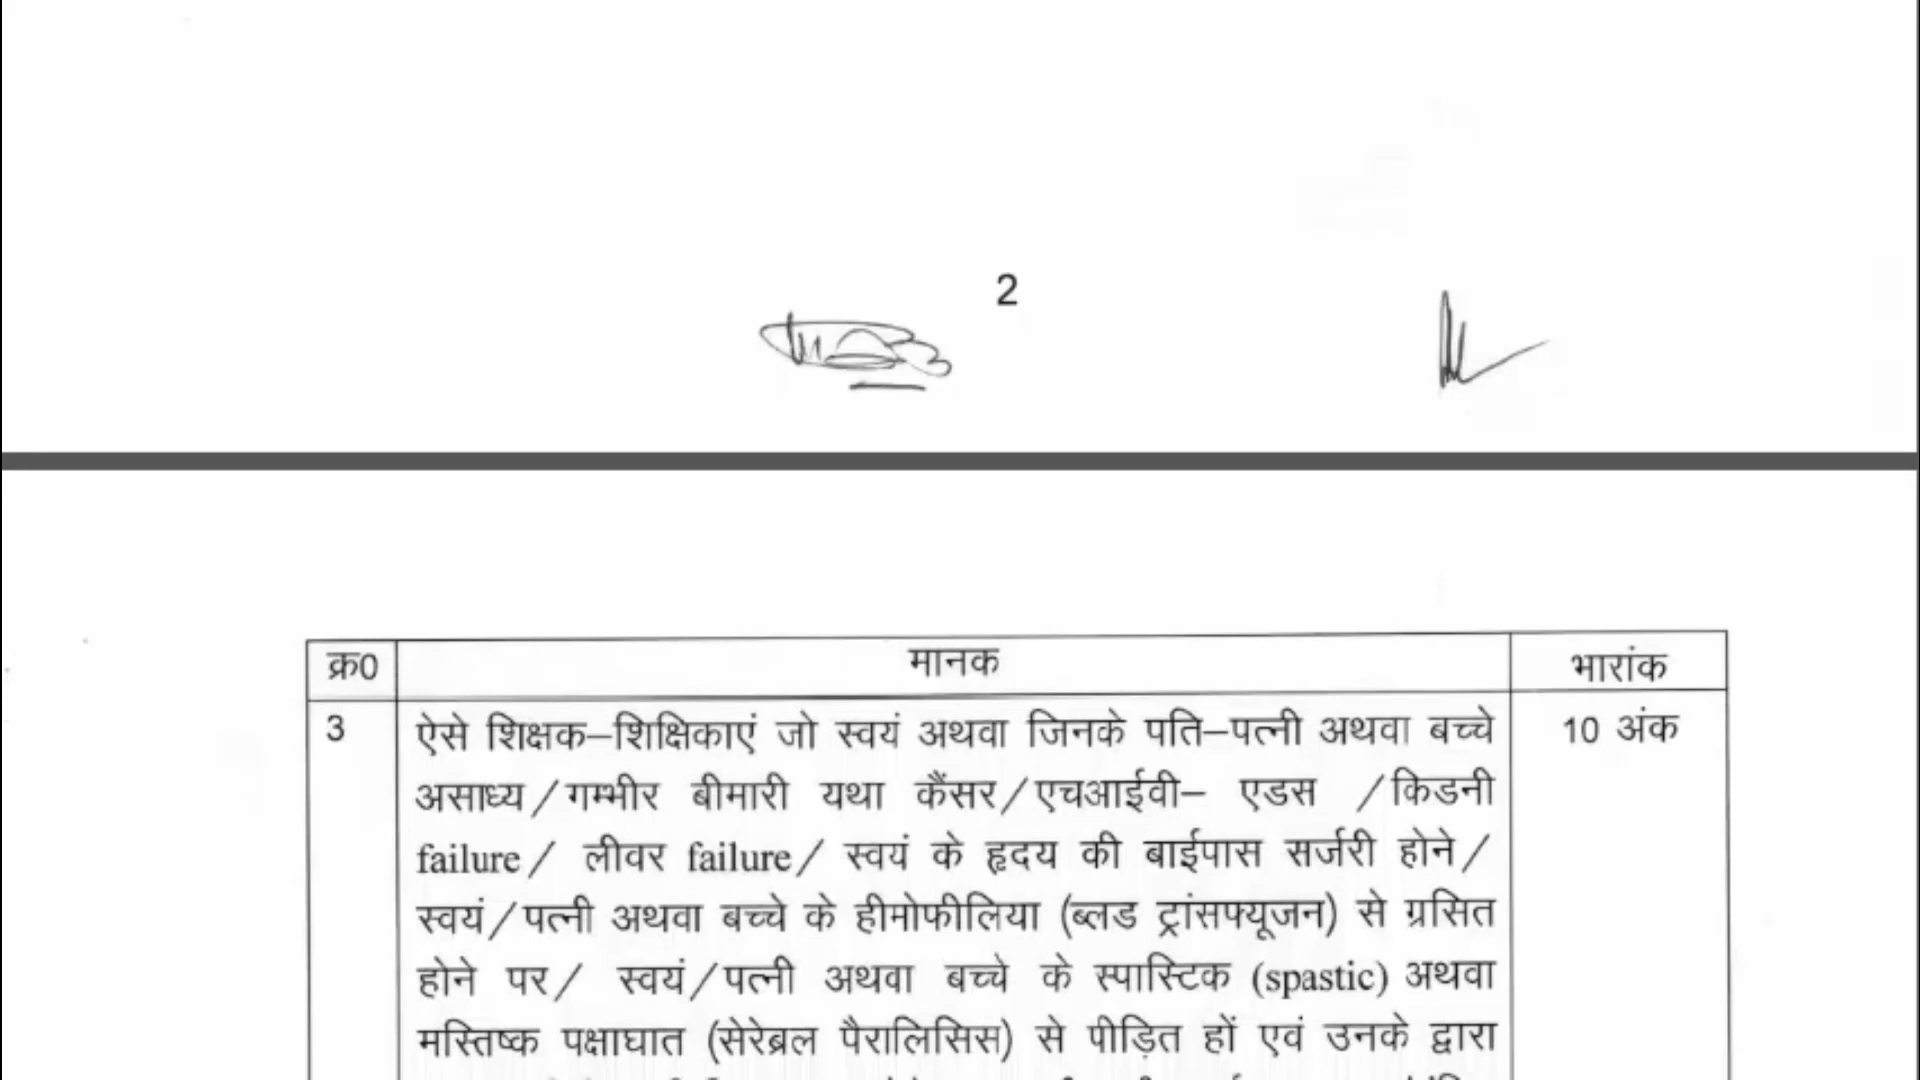 2
क्र0 मानक भारांक
3 ऐसे शिक्षक–शिक्षिकाएं जो स्वयं अथवा जिनके पति–पत्नी अथवा बच्चे 10 अंक
असाध्य/गम्भीर बीमारी यथा कैंसर/एचआईवी– एडस /किडनी
failure/ लीवर failure/ स्वयं के हृदय की बाईपास सर्जरी होने/
स्वयं/पत्नी अथवा बच्चे के हीमोफीलिया (ब्लड ट्रांसफ्यूजन) से ग्रसित
होने पर/ स्वयं/पत्नी अथवा बच्चे के स्पास्टिक (spastic) अथवा
मस्तिष्क पक्षाघात (सेरेब्रल पैरालिसिस) से पीड़ित हों एवं उनके द्वारा